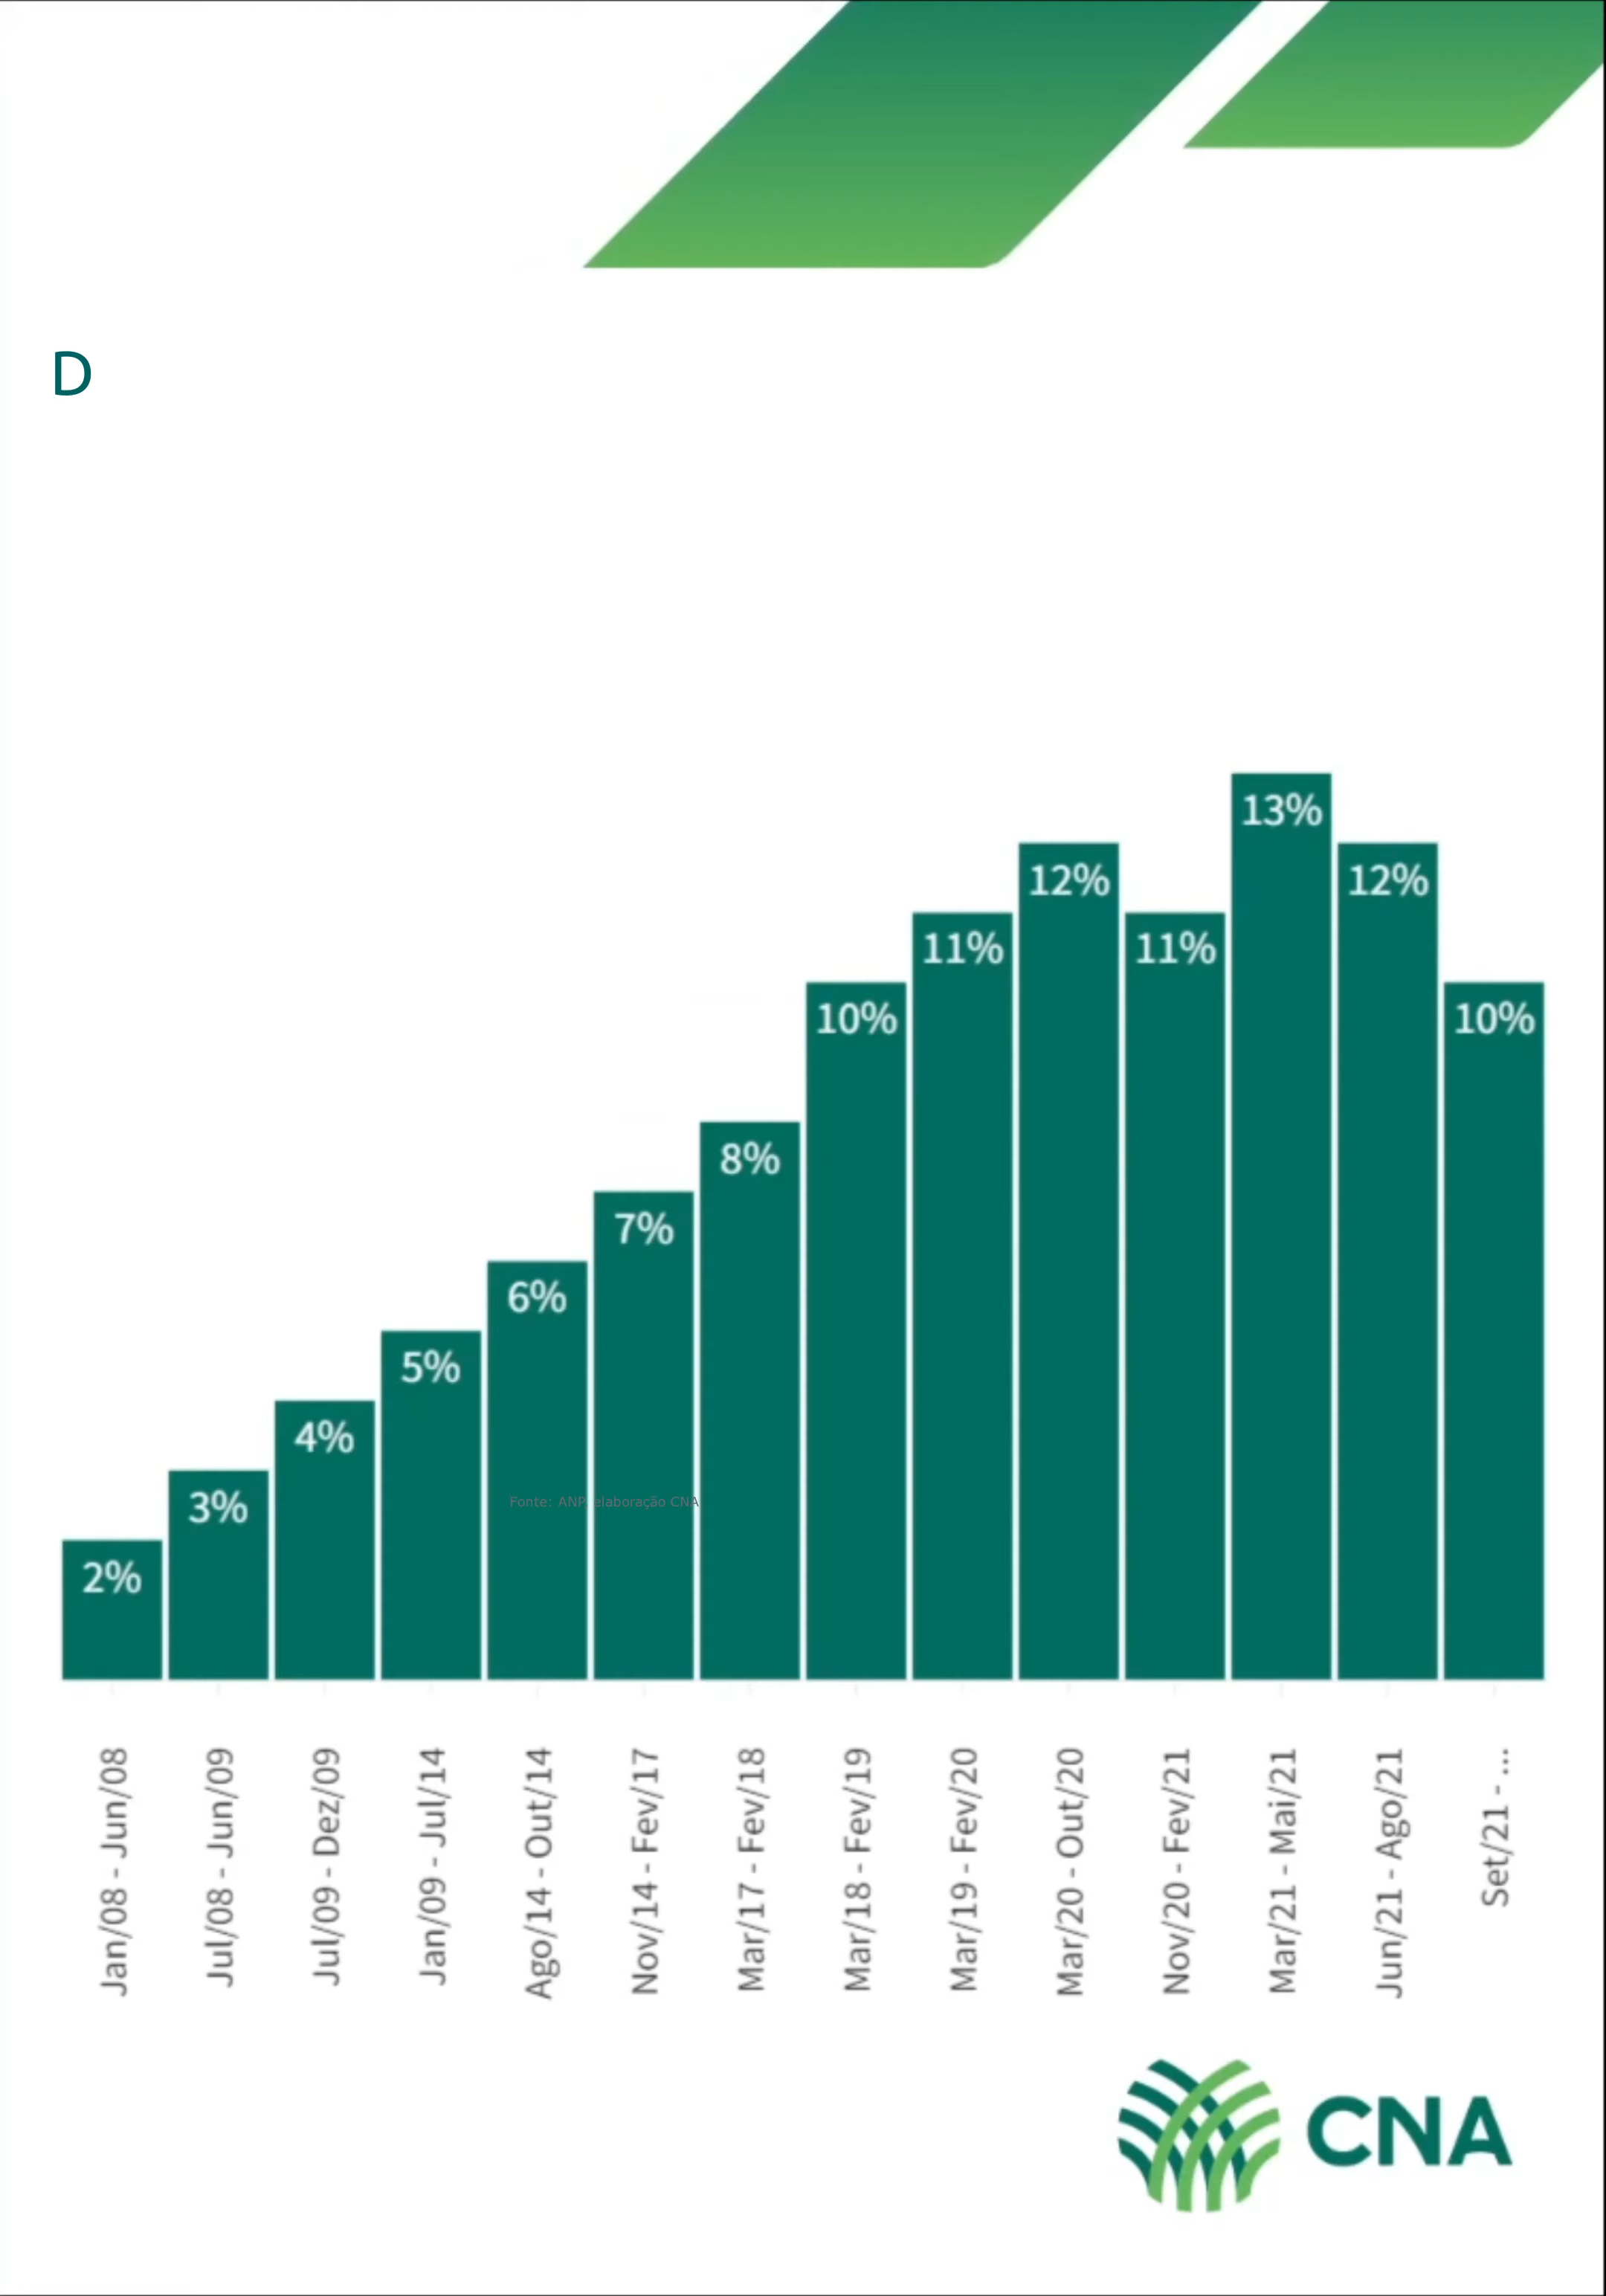 D
13%
12%
12%
11%
11%
10%
10%
8%
7%
6%
5%
4%
3%
Fonte: ANP elaboração CNA
2%
Jan/08 - Jun/08
Jul/08 - Jun/09
Jul/09 - Dez/09
Jan/09 - Jul/14
Ago/14 - Out/14
Nov/14 - Fev/17
Mar/17 - Fev/18
Mar/18 - Fev/19
Mar/19 - Fev/20
Mar/20 - Out/20
Nov/20 - Fev/21
Mar/21 - Mai/21
Jun/21 - Ago/21
Set/21 - ...
CNA